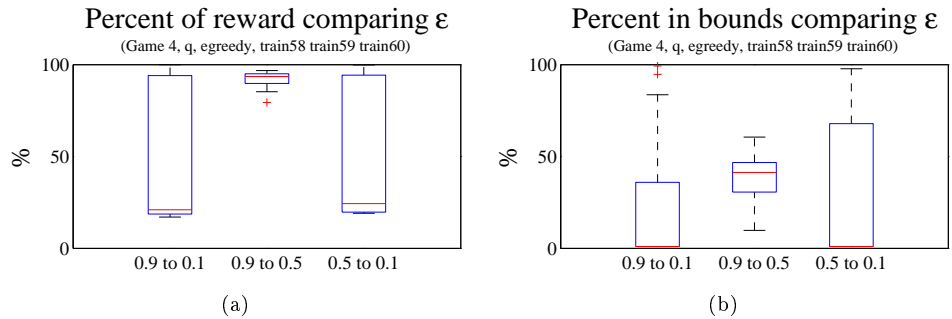 Percent of reward comparing ε
(Game 4, q, egreedy, train58 train59 train60)
100
50
0
%
0.9 to 0.1 0.9 to 0.5 0.5 to 0.1
(a)
Percent in bounds comparing ε
(Game 4, q, egreedy, train58 train59 train60)
100
50
0
%
0.9 to 0.1 0.9 to 0.5 0.5 to 0.1
(b)